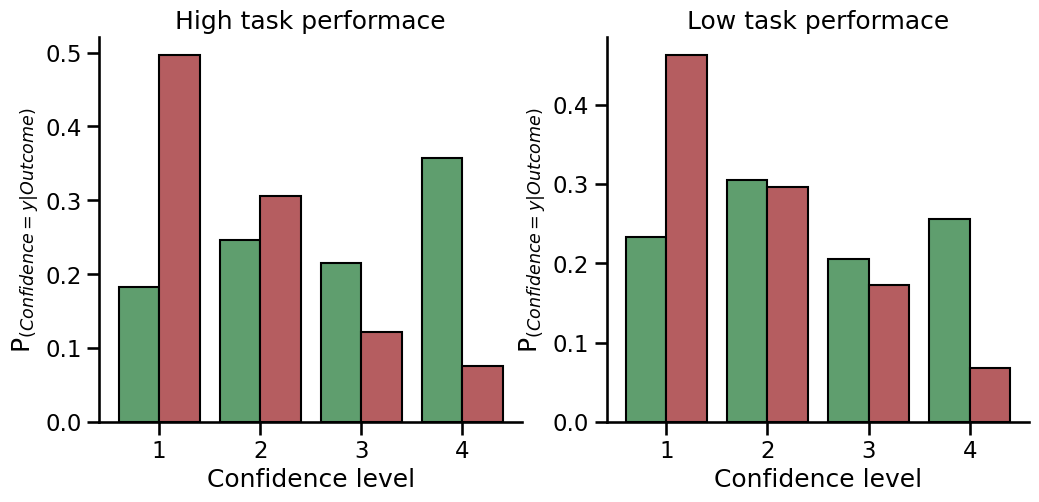 High task performace
P(Confidence = y|Outcome)
0.5
0.4
0.3
0.2
0.1
0.0
1 2 3 4
Confidence level
Low task performace
P(Confidence = y|Outcome)
0.4
0.3
0.2
0.1
0.0
1 2 3 4
Confidence level